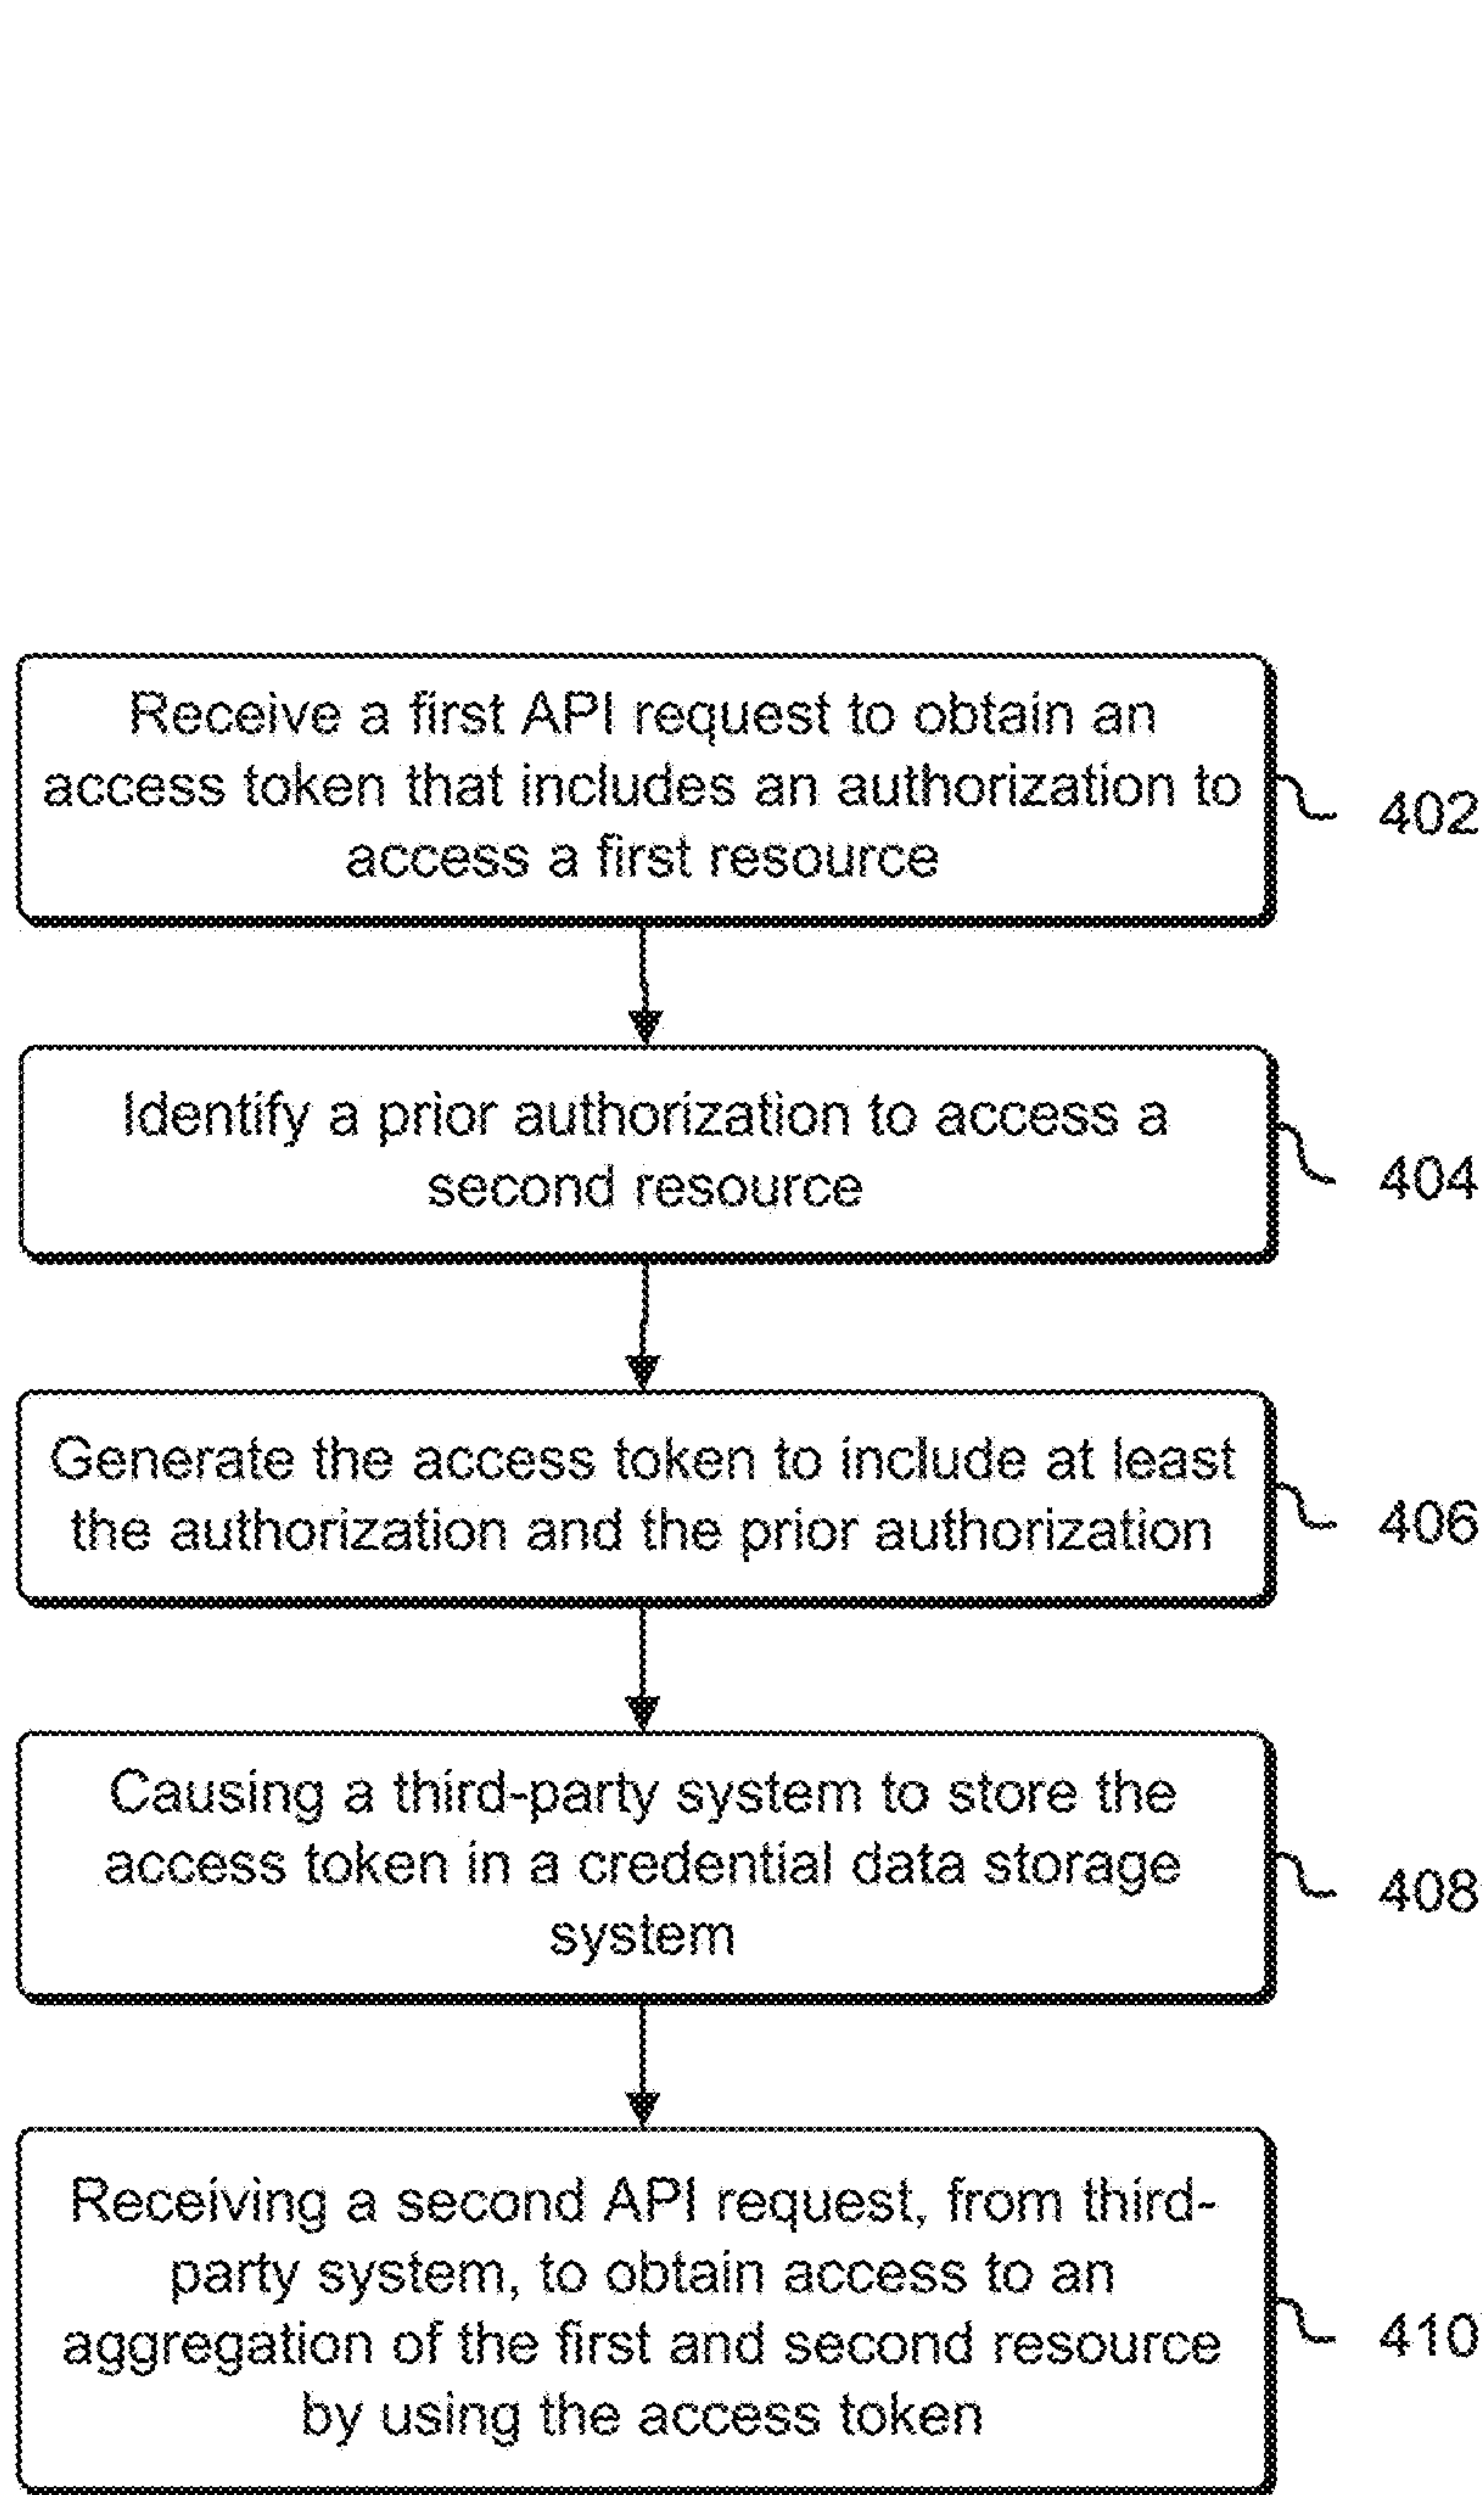 Receive a first API request to obtain an
access token that includes an authorization to
access a first resource
402
Identify a prior authorization to access a
second resource
404
Generate the access token to include at least
the authorization and the prior authorization
406
Causing a third-party system to store the
access token in a credential data storage
system
408
Receiving a second API request, from third-
party system, to obtain access to an
aggregation of the first and second resource
by using the access token
410